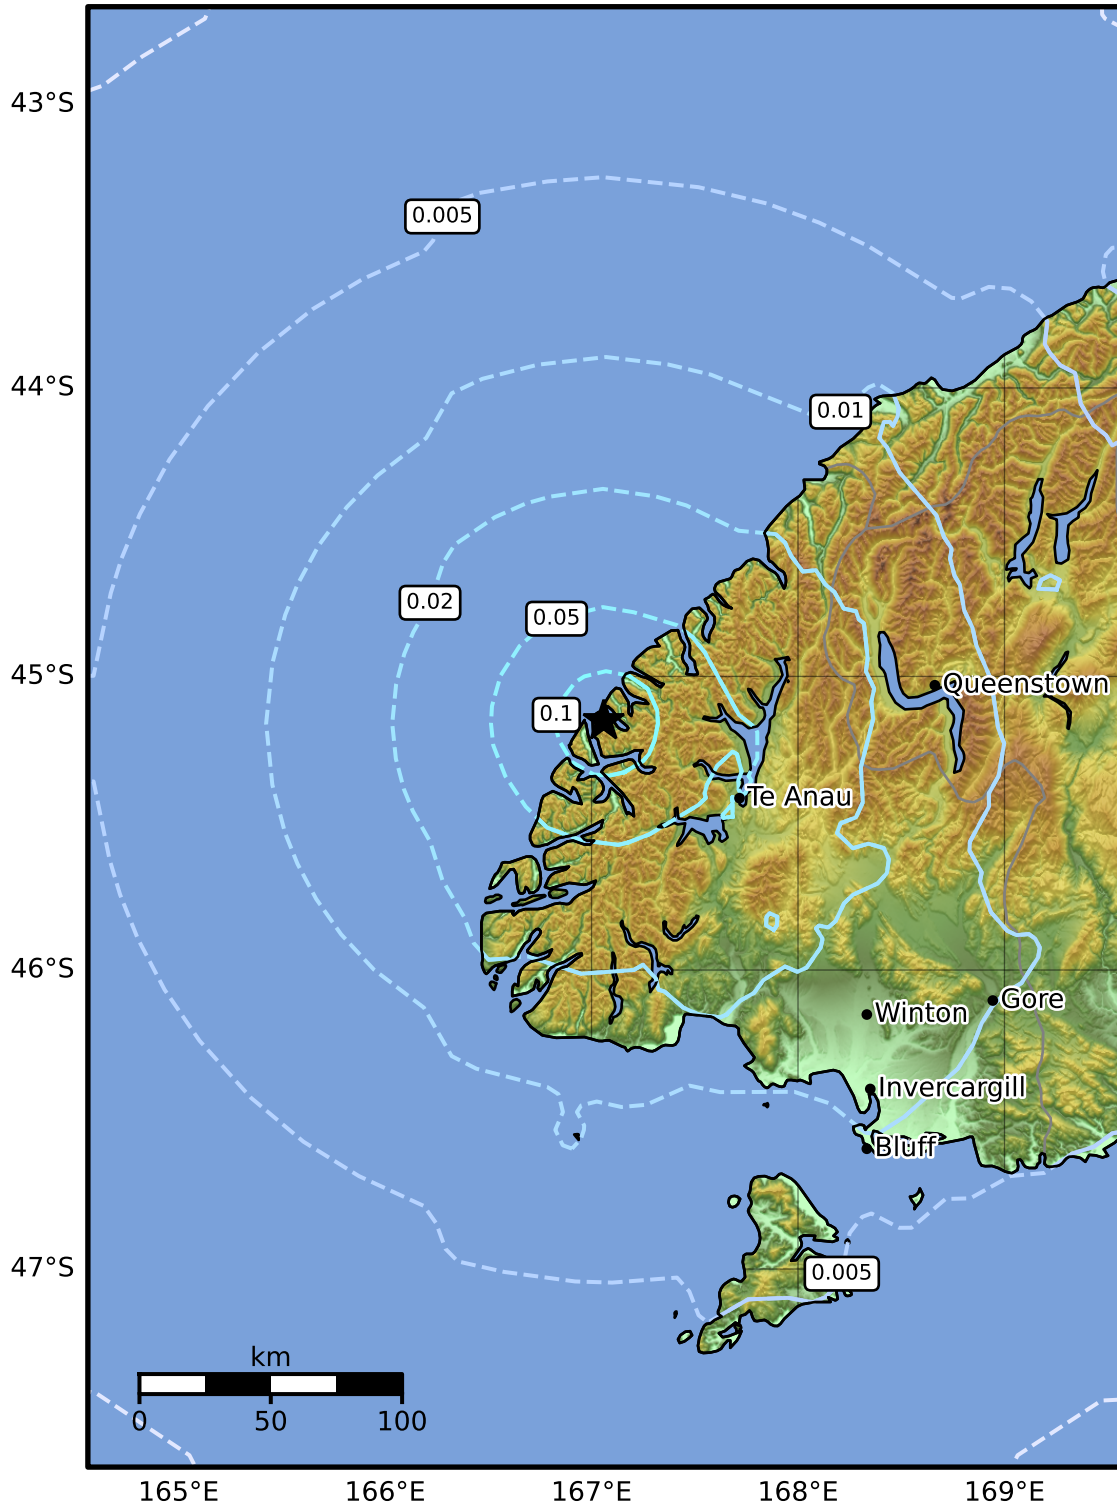 43°S
0.005
44°S
0.01
0.02
0.05
45°S
Queenstown
0.1
Te Anau
46°S
Gore
Winton
Invercargill
Bluff
47°S
0.005
km
0
50
100
165°E
166°E
167°E
168°E
169°E